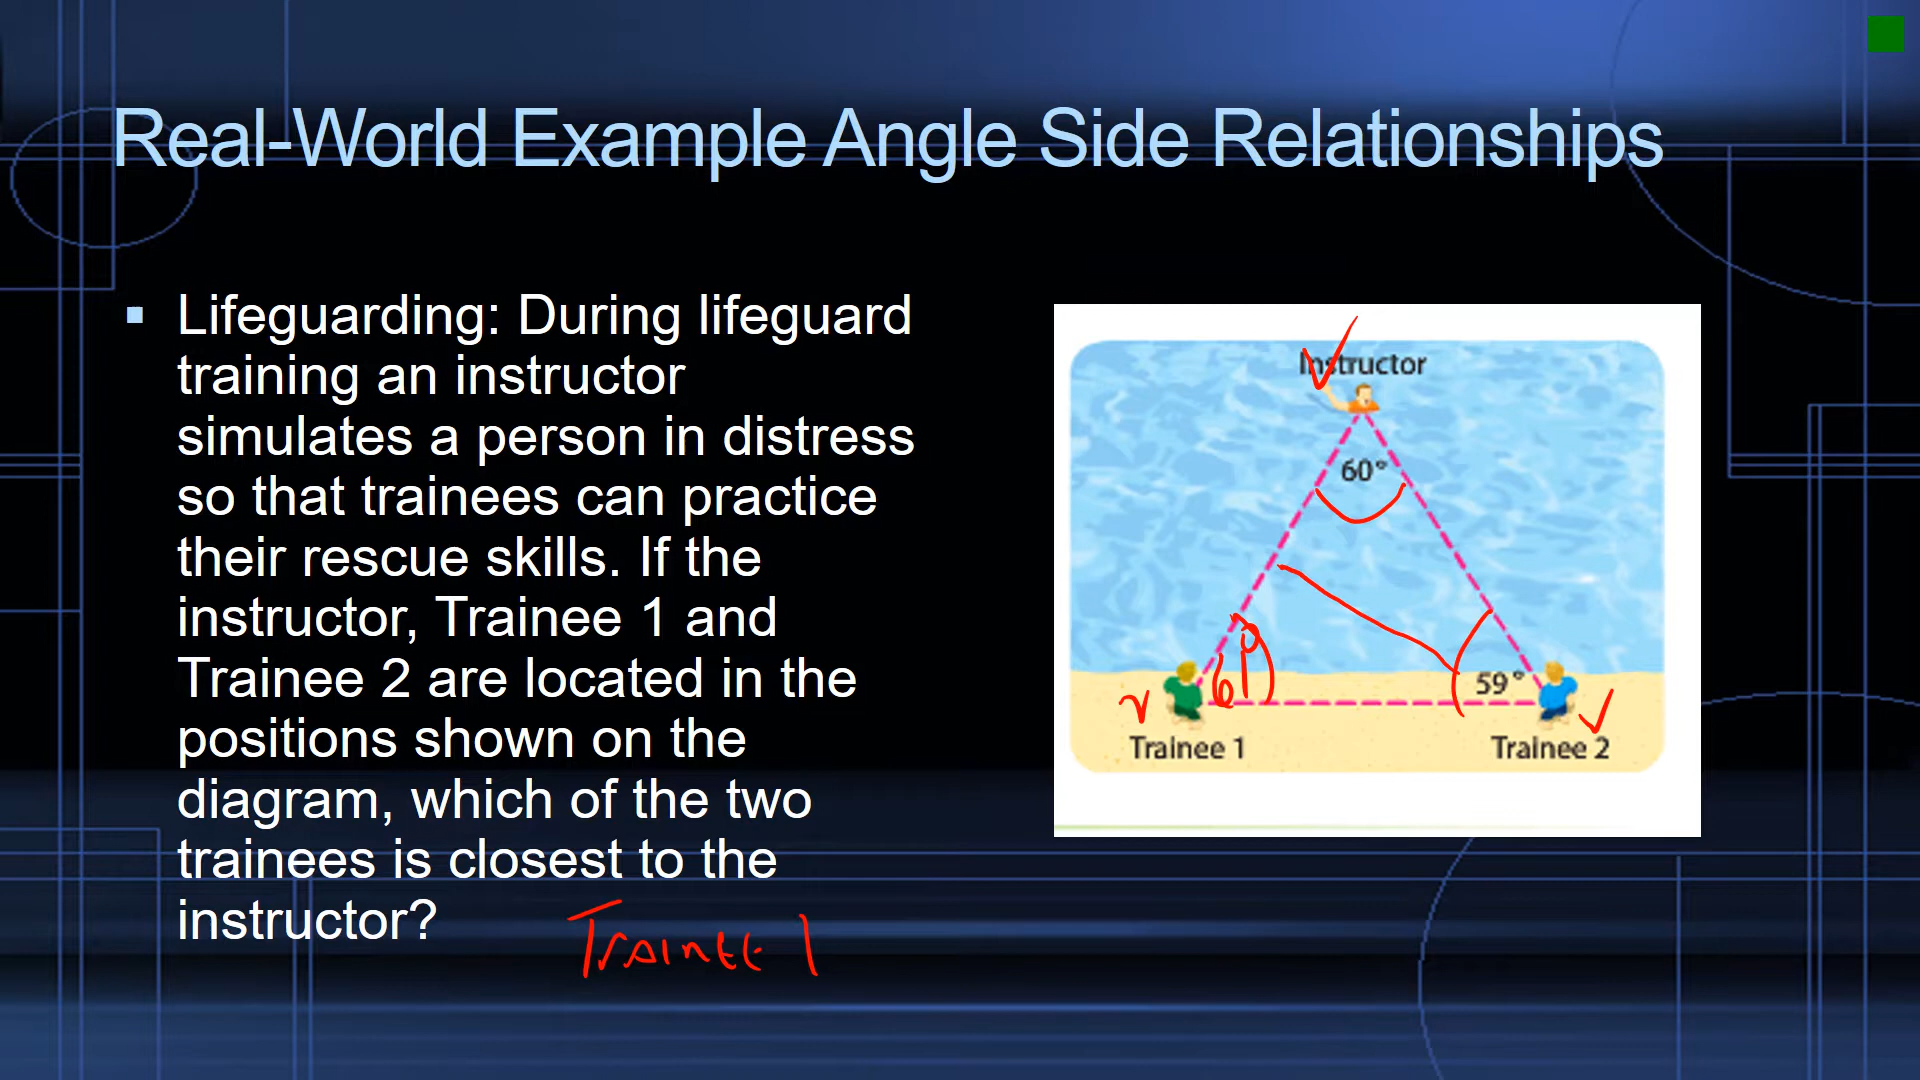 Real-World Example Angle Side Relationships
▪ Lifeguarding: During lifeguard
training an instructor
simulates a person in distress
so that trainees can practice
their rescue skills. If the
instructor, Trainee 1 and
Trainee 2 are located in the
positions shown on the
diagram, which of the two
trainees is closest to the
instructor?
Trainee 1
Instructor
60°
61°
59°
Trainee 1
Trainee 2